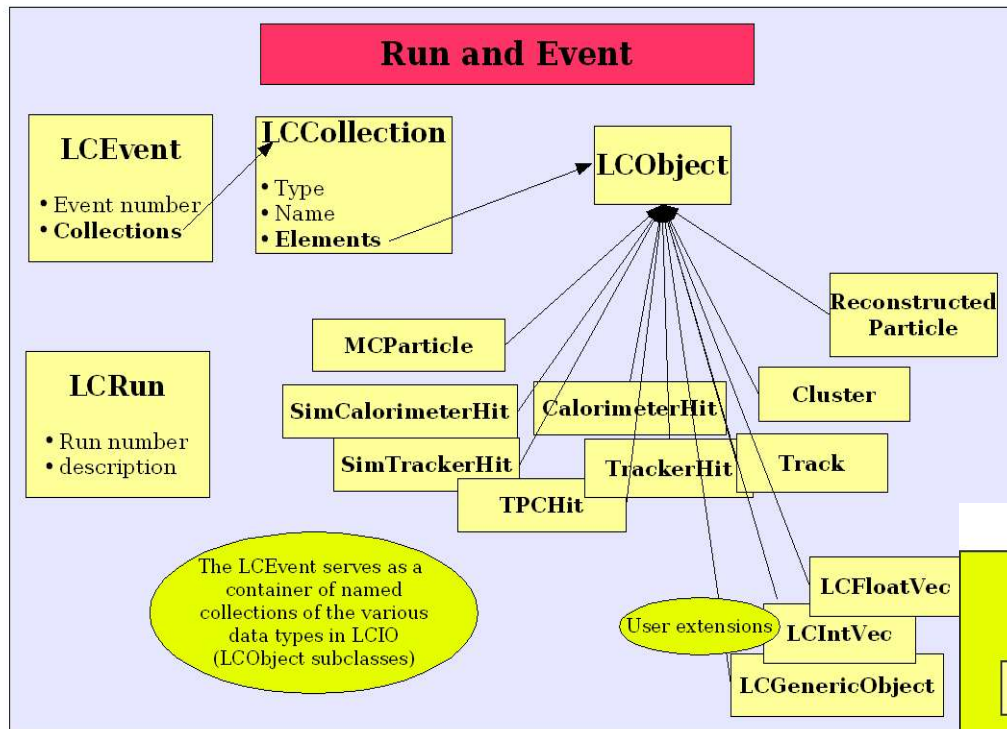 Run and Event
LCEvent
• Event number
• Collections
LCCollection
• Type
• Name
• Elements
LCObject
Reconstructed
Particle
MCParticle
LCRun
• Run number
• description
SimCalorimeterHit
CalorimeterHit
Cluster
SimTrackerHit
TrackerHit
Track
TPCHit
The LCEvent serves as a
container of named
collections of the various
data types in LCIO
(LCObject subclasses)
User extensions
LCFloatVec
LCIntVec
LCGenericObject